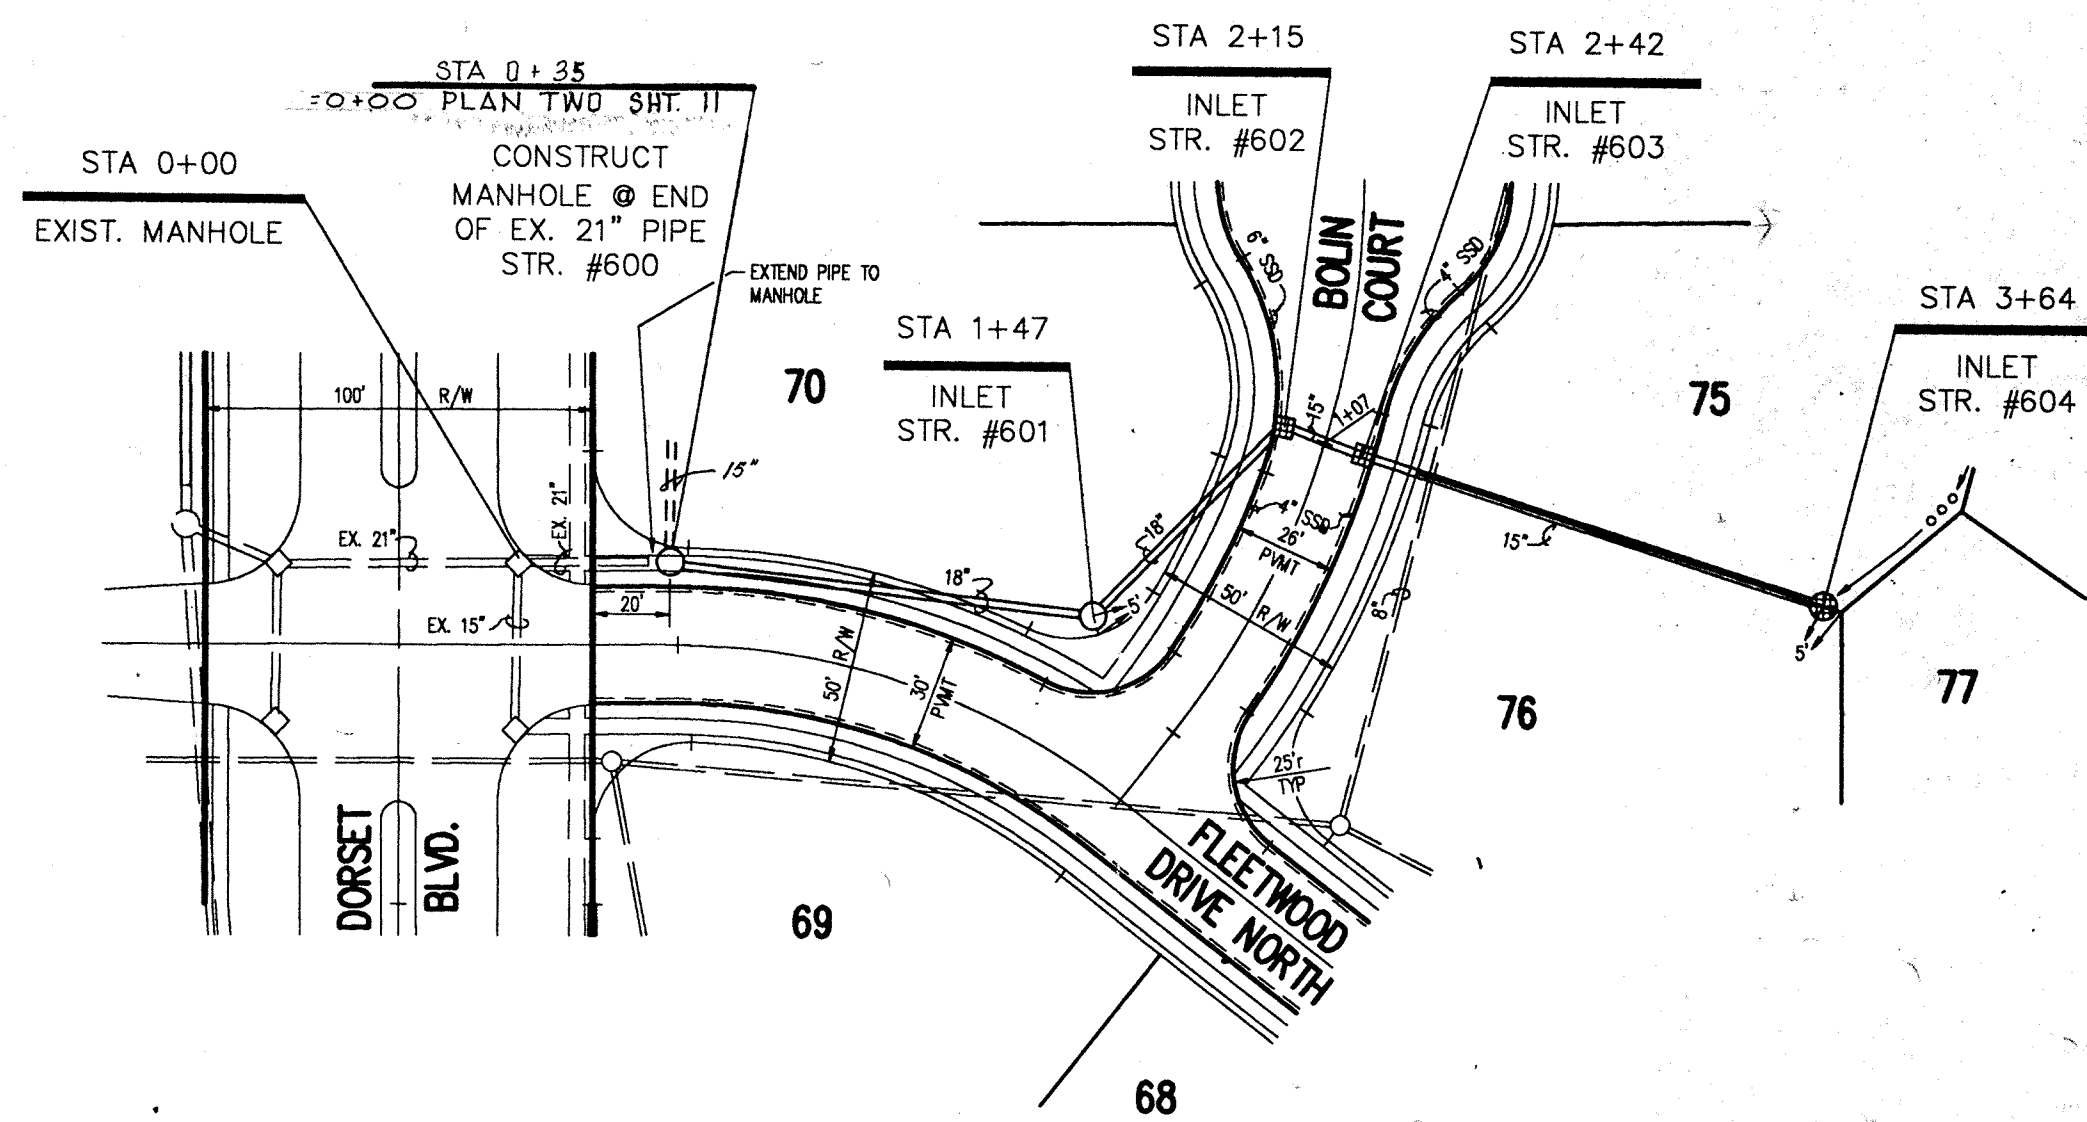 STA 0+00
EXIST. MANHOLE
STA 0+35
=0+00 PLAN TWO SHT. 11
CONSTRUCT
MANHOLE @ END
OF EX. 21" PIPE
STR. #600
EXTEND PIPE TO
MANHOLE
STA 1+47
INLET
STR. #601
STA 2+15
INLET
STR. #602
STA 2+42
INLET
STR. #603
STA 3+64
INLET
STR. #604
BOLIN
COURT
6" SSD
4" SSD
100'
R/W
70
75
15"
1+07
15"
EX. 21"
EX. 21"
EX. 15"
20'
18"
18"
5'
4" SSD
26'
PVMT
50'
R/W
8"
15"
5'
R/W
50'
30'
PVMT
76
77
25'r
TYP
DORSET
BLVD.
FLEETWOOD
DRIVE NORTH
69
68